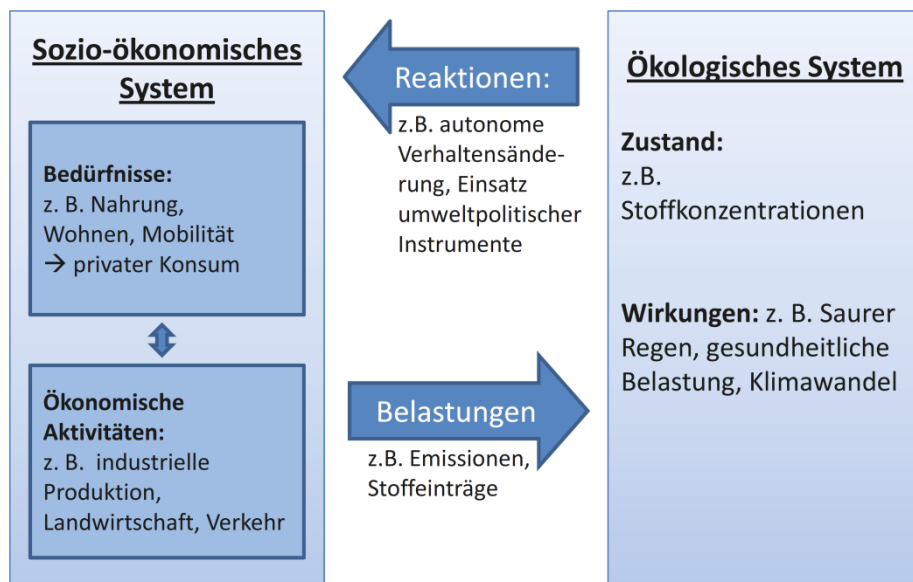 Sozio-ökonomisches
System
Bedürfnisse:
z. B. Nahrung,
Wohnen, Mobilität
→ privater Konsum
Ökonomische
Aktivitäten:
z. B. industrielle
Produktion,
Landwirtschaft, Verkehr
Reaktionen:
z.B. autonome
Verhaltensände-
rung, Einsatz
umweltpolitischer
Instrumente
Belastungen
z.B. Emissionen,
Stoffeinträge
Ökologisches System
Zustand:
z.B.
Stoffkonzentrationen
Wirkungen: z. B. Saurer
Regen, gesundheitliche
Belastung, Klimawandel